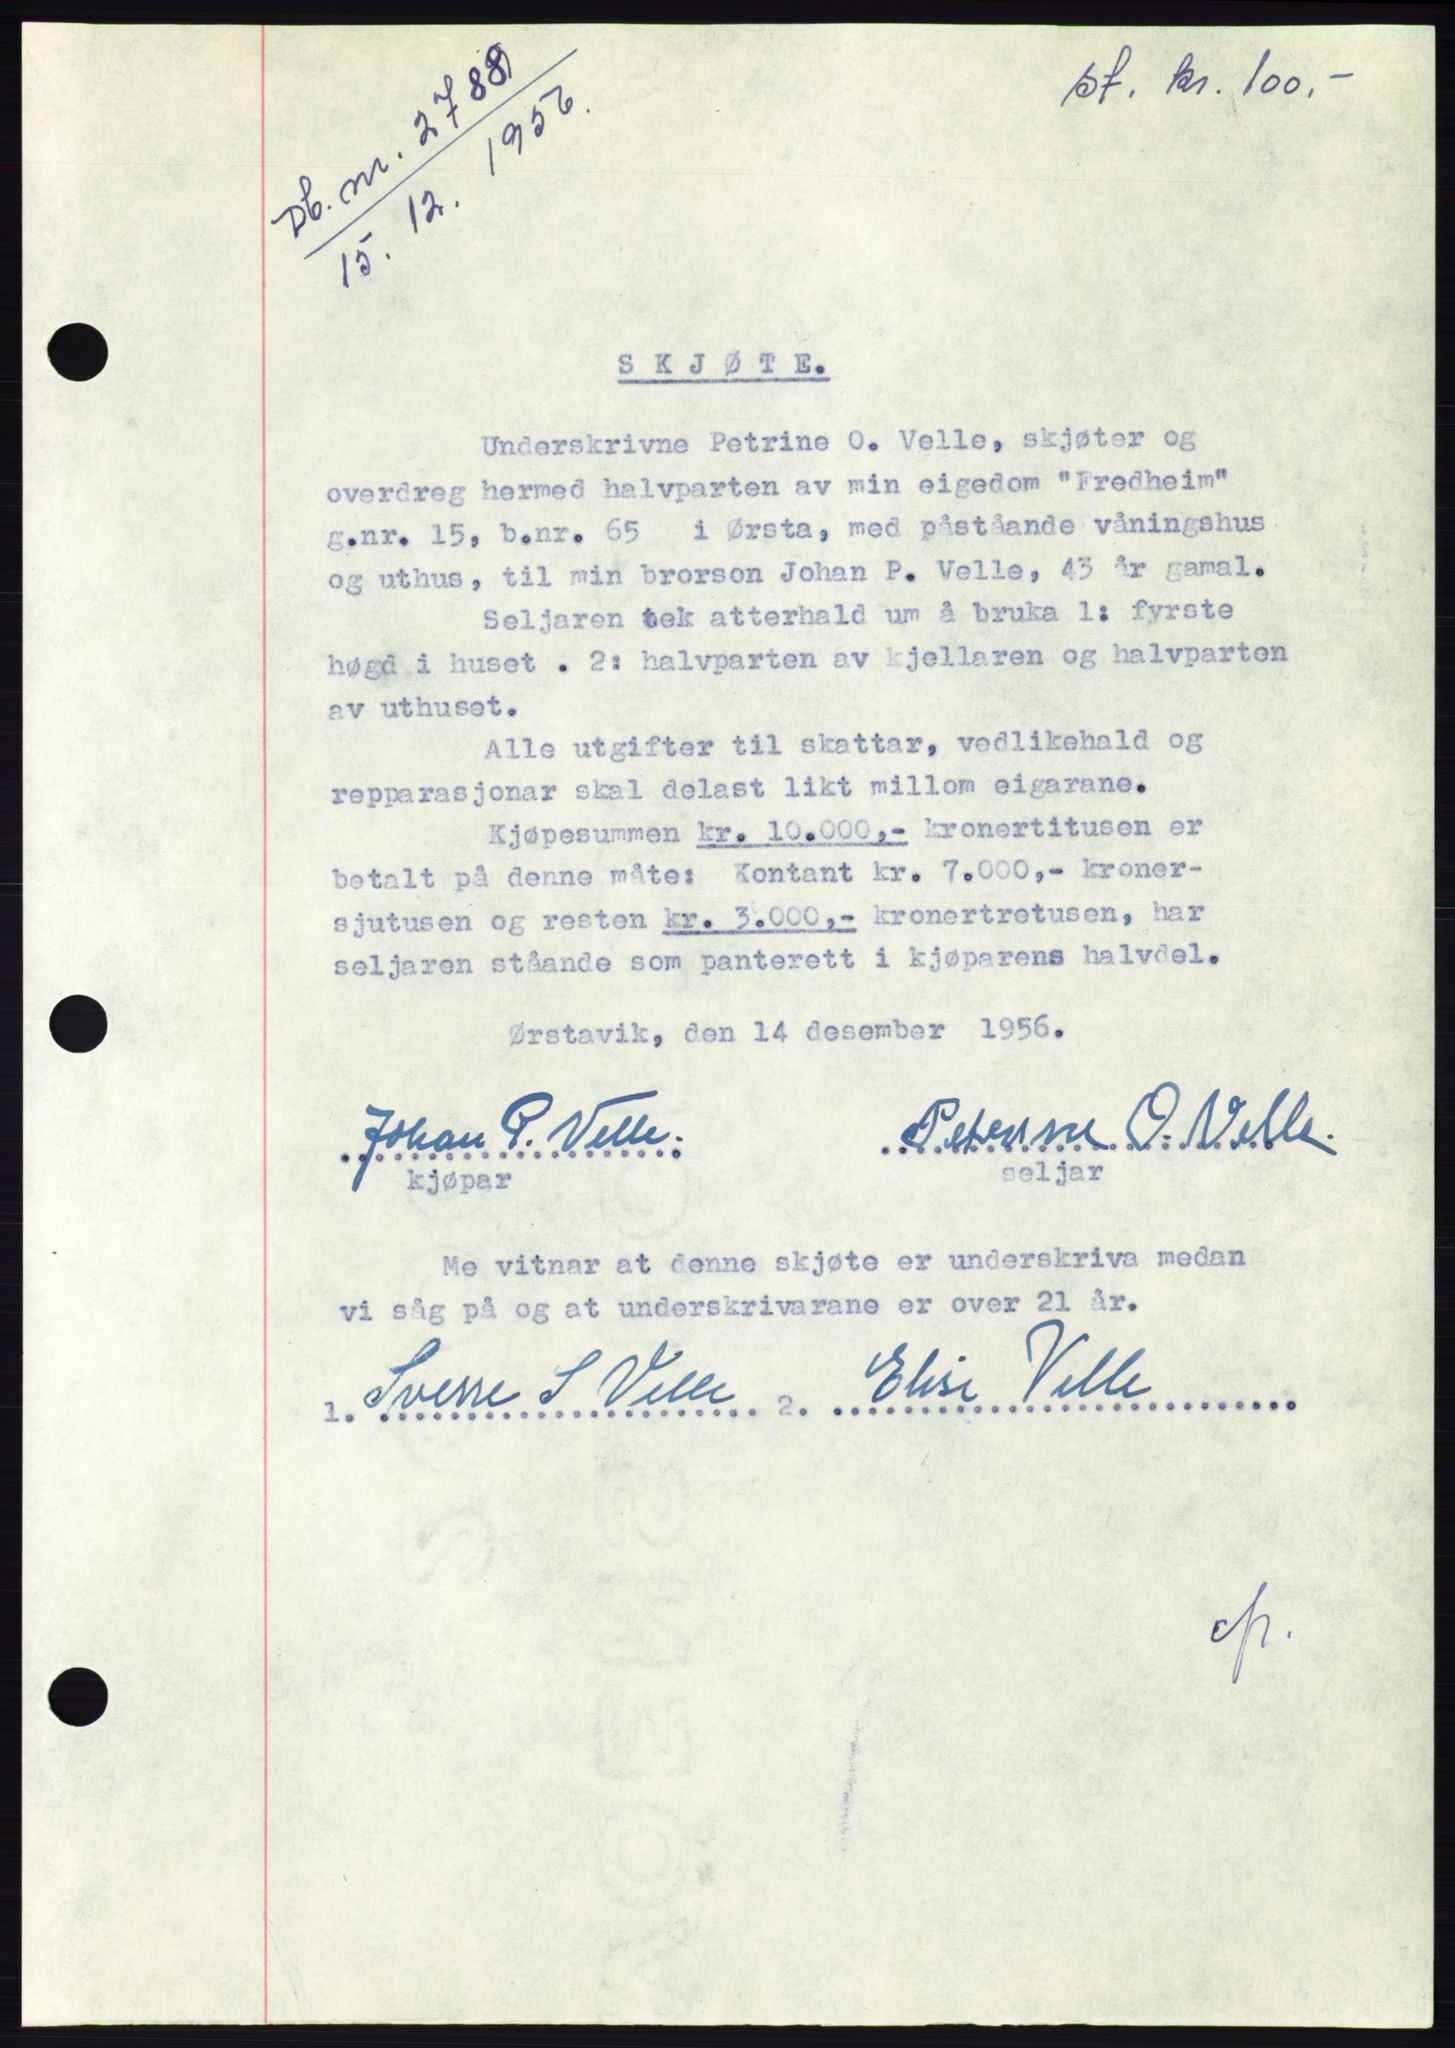 Db. nr. 2788
15. 12. 1956.
st. kr. 100.-
SKJØTE.
Underskrivne Petrine O. Velle, skjøter og
overdreg hermed halvparten av min eigedom "Fredheim"
g.nr. 15, b.nr. 65 i Ørsta, med påståande våningshus
og uthus, til min brorson Johan P. Velle, 43 år gamal.
Seljaren tek atterhald um å bruka 1: fyrste
høgd i huset . 2: halvparten av kjellaren og halvparten
av uthuset.
Alle utgifter til skattar, vedlikehald og
repparasjonar skal delast likt millom eigarane.
Kjøpesummen kr. 10.000,- kronertitusen er
betalt på denne måte: Kontant kr. 7.000,- kroner-
sjutusen og resten kr. 3.000,- kronertretusen, har
seljaren ståande som panterett i kjøparens halvdel.
Ørstavik, den 14 desember 1956.
Johan P. Velle. Petrine O. Velle.
kjøpar seljar
Me vitnar at denne skjøte er underskriva medan
vi såg på og at underskrivarane er over 21 år.
1. Sverre S Velle 2. Elise Velle